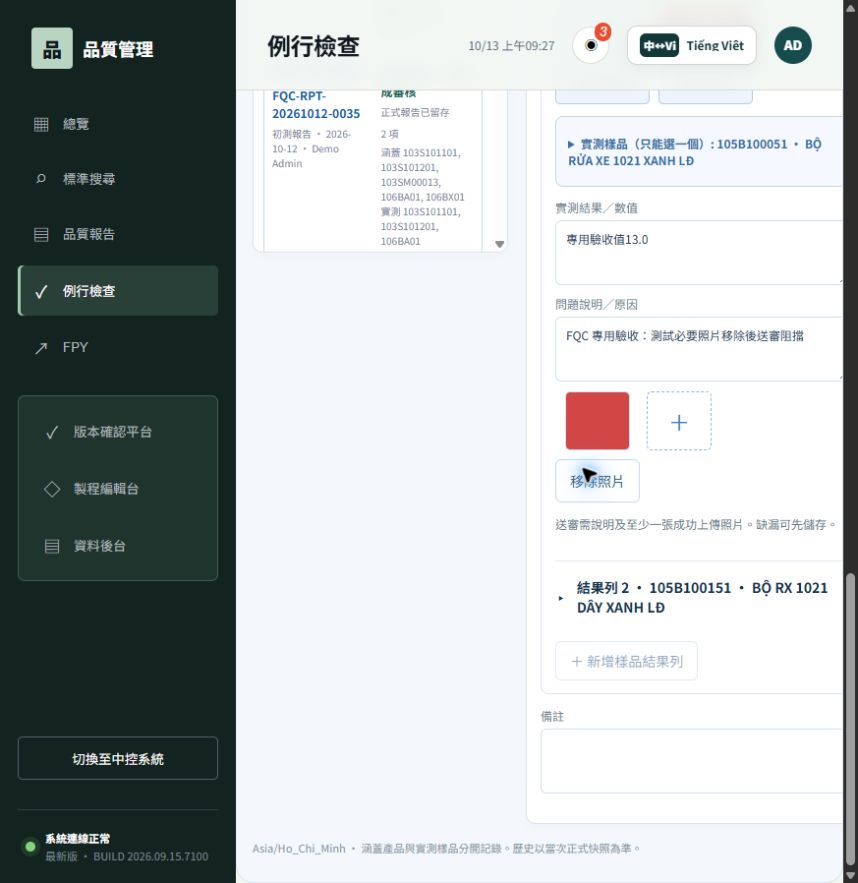 品 品質管理
總覽
標準搜尋
品質報告
例行檢查
FPY
版本確認平台
製程編輯台
資料後台
切換至中控系統
系統連線正常
最新版 · BUILD 2026.09.15.7100
例行檢查
10/13 上午09:27
3
中↔Vi Tiếng Việt
AD
FQC-RPT-
20261012-0035
初測報告 · 2026-
10-12 · Demo
Admin
成審核
正式報告已留存
2 項
涵蓋 103S101101,
103S101201,
103SM00013,
106BA01, 106BX01
實測 103S101101,
103S101201,
106BA01
▶ 實測樣品（只能選一個）: 105B100051 · BỘ
RỬA XE 1021 XANH LĐ
實測結果／數值
專用驗收值13.0
問題說明／原因
FQC 專用驗收：測試必要照片移除後送審阻擋
移除照片
送審需說明及至少一張成功上傳照片。缺漏可先儲存。
結果列 2 · 105B100151 · BỘ RX 1021
DÂY XANH LĐ
＋ 新增樣品結果列
備註
Asia/Ho_Chi_Minh · 涵蓋產品與實測樣品分開記錄。歷史以當次正式快照為準。